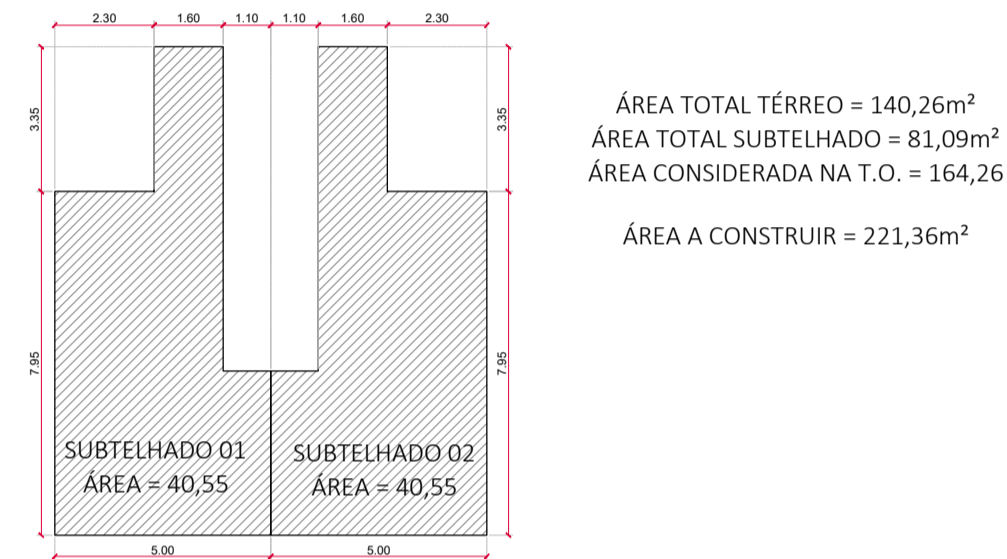 2.30 1.60 1.10 1.10 1.60 2.30
3.35 3.35
ÁREA TOTAL TÉRREO = 140,26m²
ÁREA TOTAL SUBTELHADO = 81,09m²
ÁREA CONSIDERADA NA T.O. = 164,26
ÁREA A CONSTRUIR = 221,36m²
7.95 7.95
SUBTELHADO 01
ÁREA = 40,55
SUBTELHADO 02
ÁREA = 40,55
5.00 5.00